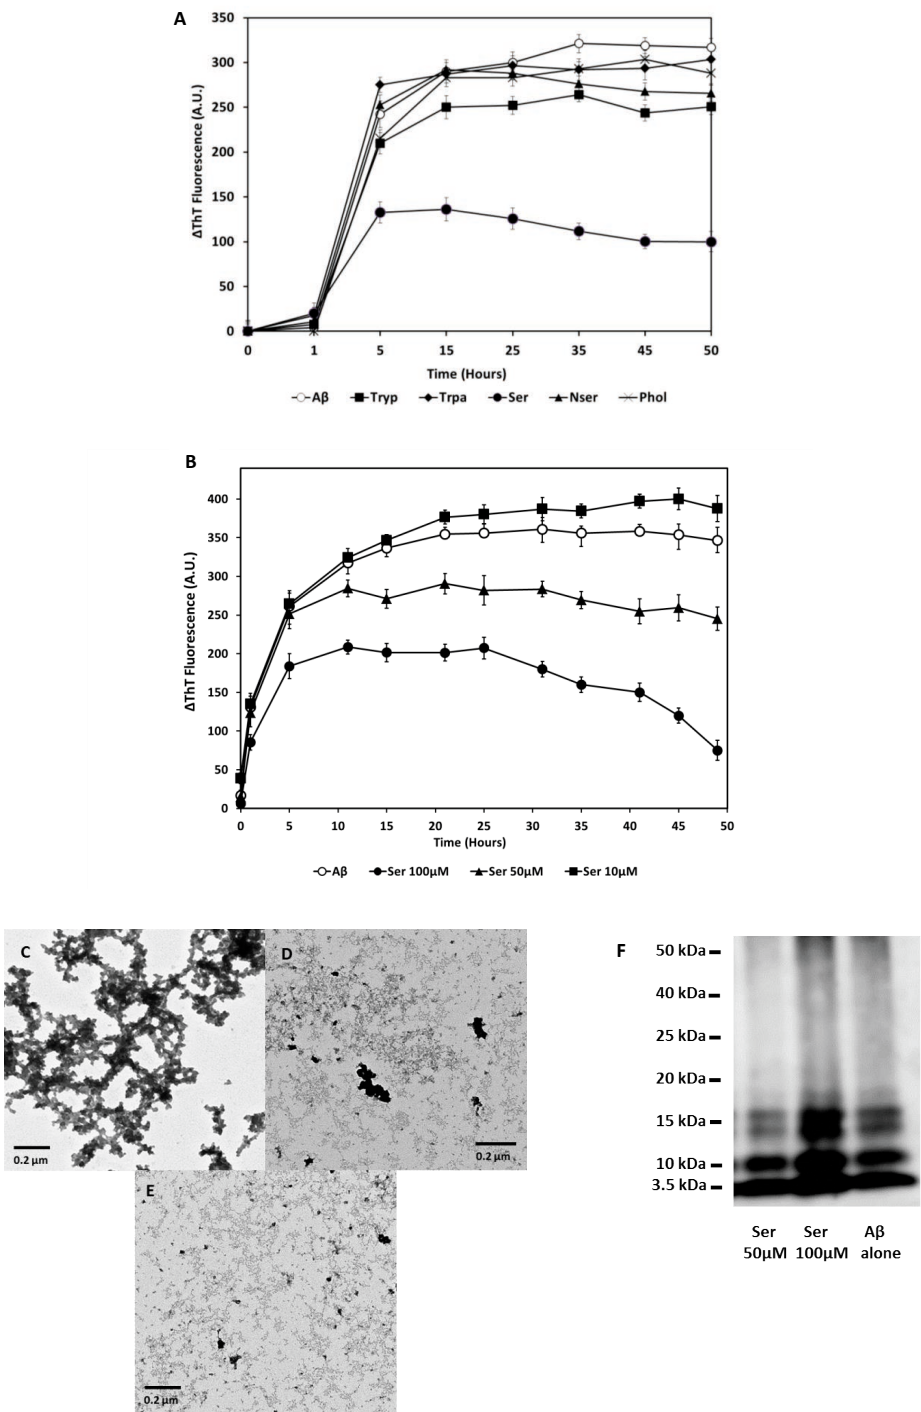 A
350
300
250
200
150
100
50
0
ΔThT Fluorescence (A.U.)
0 1 5 15 25 35 45 50
Time (Hours)
Aβ Tryp Trpa Ser Nser Phol
B
400
350
300
250
200
150
100
50
0
ΔThT Fluorescence (A.U.)
0 5 10 15 20 25 30 35 40 45 50
Time (Hours)
Aβ Ser 100μM Ser 50μM Ser 10μM
C
0.2 μm
D
0.2 μm
E
0.2 μm
F
50 kDa
40 kDa
25 kDa
20 kDa
15 kDa
10 kDa
3.5 kDa
Ser Ser Aβ
50μM 100μM alone